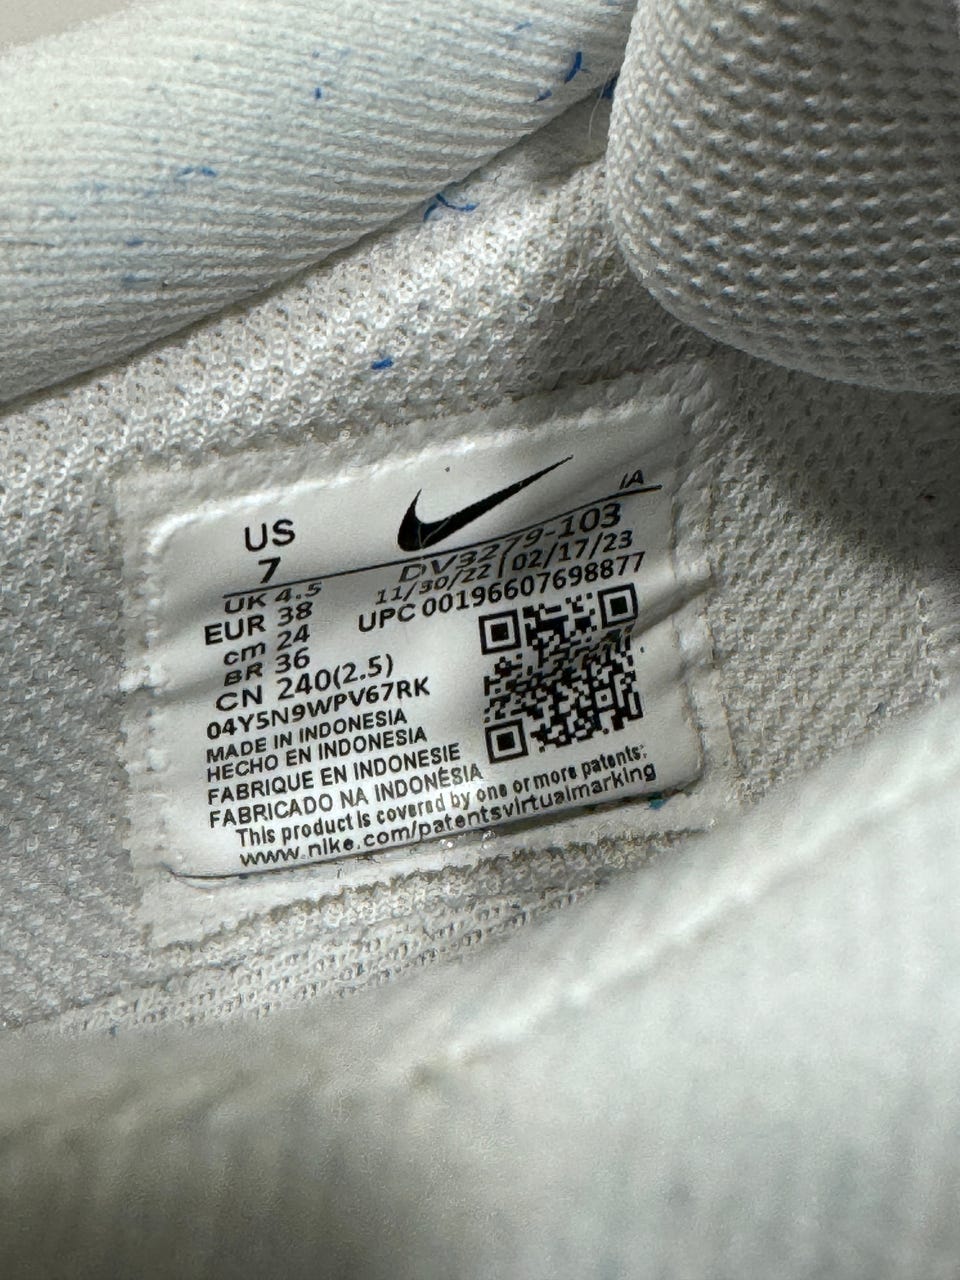 US
7
IA
DV3279-103
UK 4.5
11/30/22 | 02/17/23
EUR 38
UPC 00196607698877
cm 24
BR 36
CN 240(2.5)
04Y5N9WPV67RK
MADE IN INDONESIA
HECHO EN INDONESIA
FABRIQUE EN INDONESIE
FABRICADO NA INDONÉSIA
This product is covered by one or more patents:
www.nike.com/patentsvirtualmarking